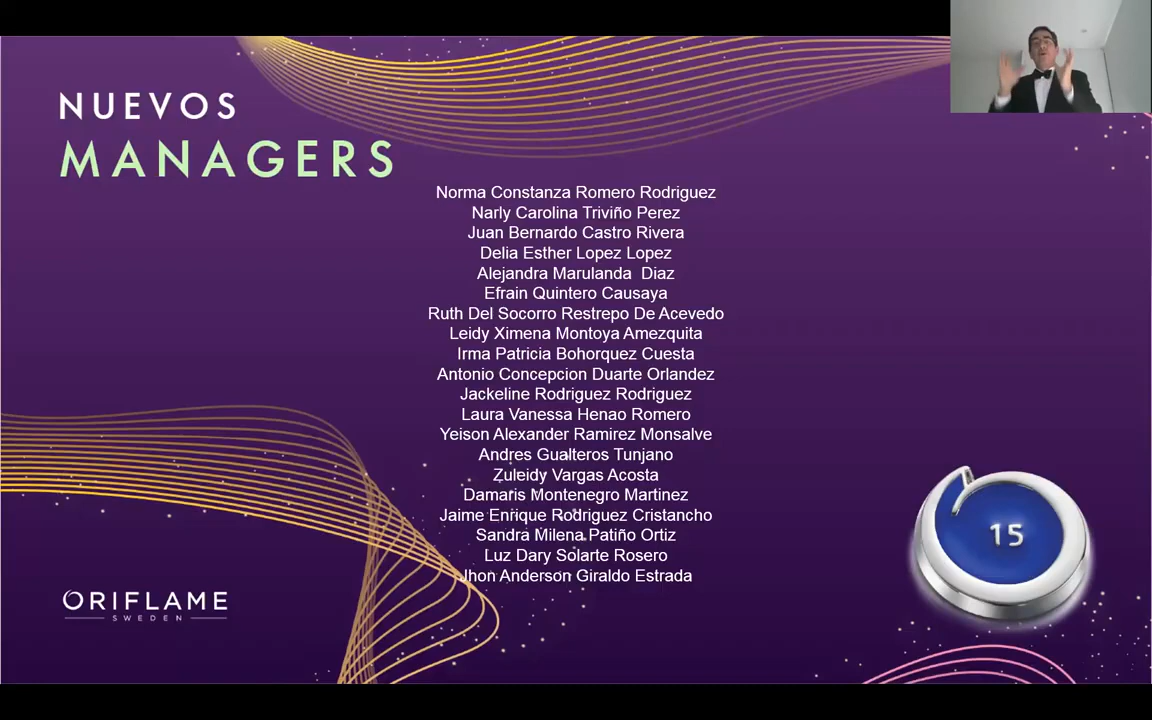 NUEVOS
MANAGERS
Norma Constanza Romero Rodriguez
Narly Carolina Triviño Perez
Juan Bernardo Castro Rivera
Delia Esther Lopez Lopez
Alejandra Marulanda  Diaz
Efrain Quintero Causaya
Ruth Del Socorro Restrepo De Acevedo
Leidy Ximena Montoya Amezquita
Irma Patricia Bohorquez Cuesta
Antonio Concepcion Duarte Orlandez
Jackeline Rodriguez Rodriguez
Laura Vanessa Henao Romero
Yeison Alexander Ramirez Monsalve
Andres Gualteros Tunjano
Zuleidy Vargas Acosta
Damaris Montenegro Martinez
Jaime Enrique Rodriguez Cristancho
Sandra Milena Patiño Ortiz
Luz Dary Solarte Rosero
Jhon Anderson Giraldo Estrada
15
ORIFLAME
SWEDEN